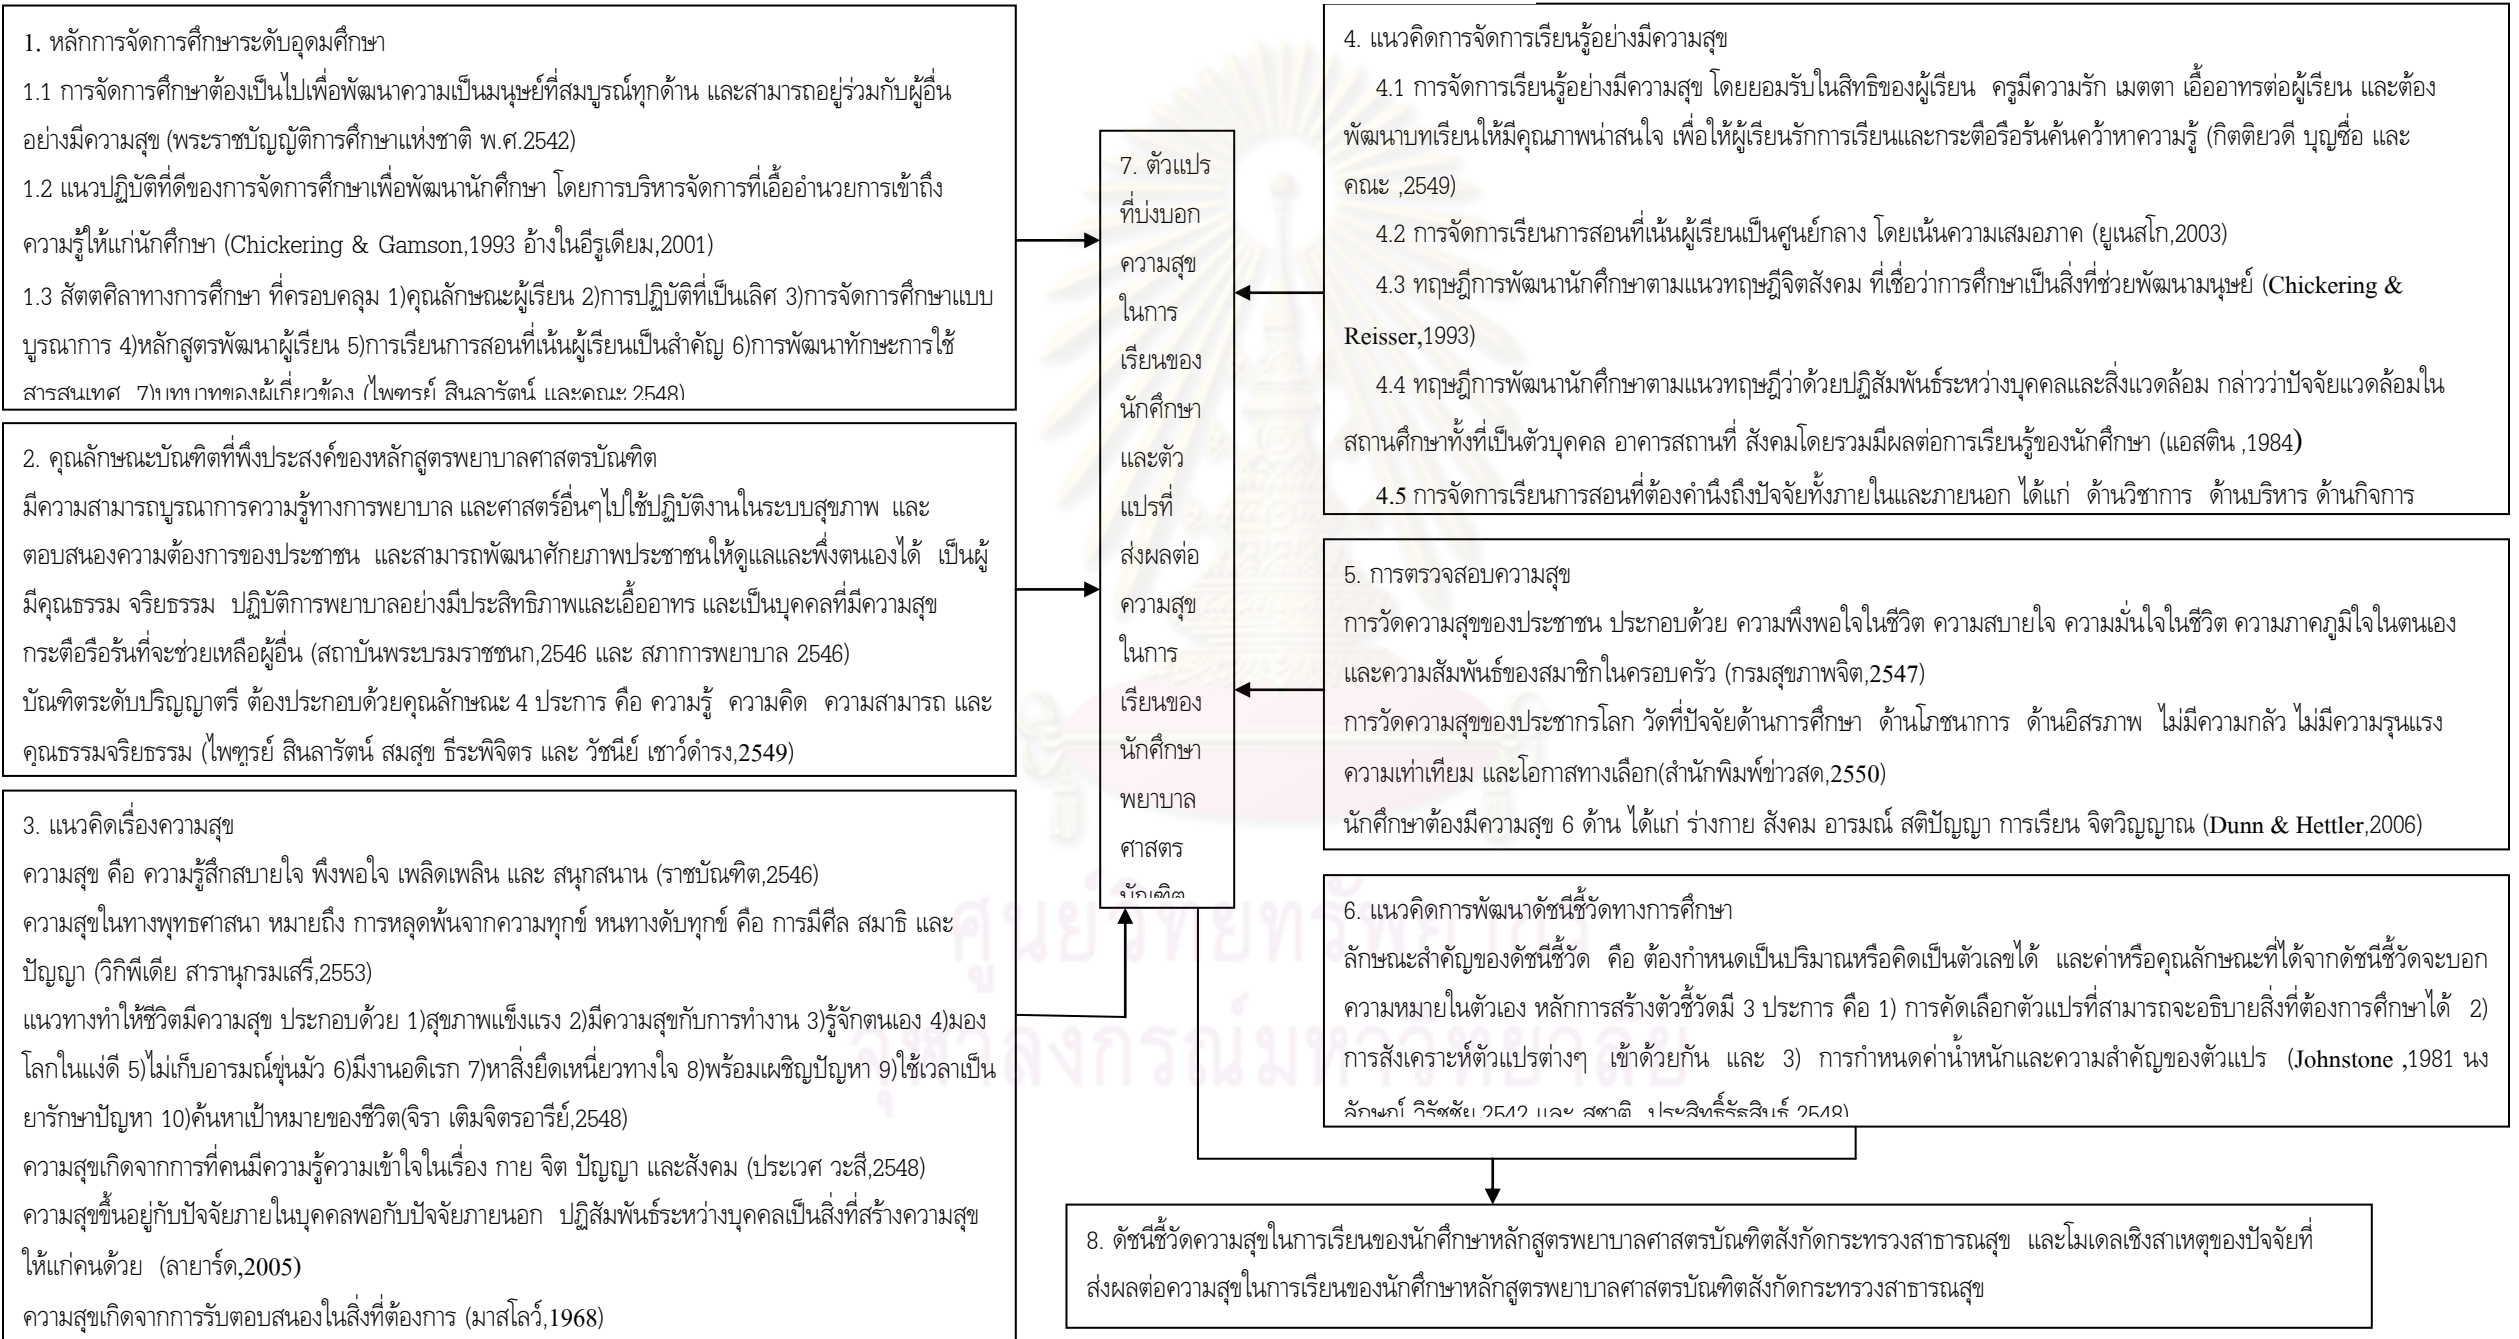 1. หลักการจัดการศึกษาระดับอุดมศึกษา
1.1 การจัดการศึกษาต้องเป็นไปเพื่อพัฒนาความเป็นมนุษย์ที่สมบูรณ์ทุกด้าน และสามารถอยู่ร่วมกับผู้อื่น
อย่างมีความสุข (พระราชบัญญัติการศึกษาแห่งชาติ พ.ศ.2542)
1.2 แนวปฏิบัติที่ดีของการจัดการศึกษาเพื่อพัฒนานักศึกษา โดยการบริหารจัดการที่เอื้ออำนวยการเข้าถึง
ความรู้ให้แก่นักศึกษา (Chickering & Gamson,1993 อ้างในอีรูเดียม,2001)
1.3 สัตตศิลาทางการศึกษา ที่ครอบคลุม 1)คุณลักษณะผู้เรียน 2)การปฏิบัติที่เป็นเลิศ 3)การจัดการศึกษาแบบ
บูรณาการ 4)หลักสูตรพัฒนาผู้เรียน 5)การเรียนการสอนที่เน้นผู้เรียนเป็นสำคัญ 6)การพัฒนาทักษะการใช้
สารสนเทศ 7)บทบาทของผู้เกี่ยวข้อง (ไพฑูรย์ สินลารัตน์ และคณะ,2548)
2. คุณลักษณะบัณฑิตที่พึงประสงค์ของหลักสูตรพยาบาลศาสตรบัณฑิต
มีความสามารถบูรณาการความรู้ทางการพยาบาล และศาสตร์อื่นๆไปใช้ปฏิบัติงานในระบบสุขภาพ และ
ตอบสนองความต้องการของประชาชน และสามารถพัฒนาศักยภาพประชาชนให้ดูแลและพึ่งตนเองได้ เป็นผู้
มีคุณธรรม จริยธรรม ปฏิบัติการพยาบาลอย่างมีประสิทธิภาพและเอื้ออาทร และเป็นบุคคลที่มีความสุข
กระตือรือร้นที่จะช่วยเหลือผู้อื่น (สถาบันพระบรมราชชนก,2546 และ สภาการพยาบาล 2546)
บัณฑิตระดับปริญญาตรี ต้องประกอบด้วยคุณลักษณะ 4 ประการ คือ ความรู้ ความคิด ความสามารถ และ
คุณธรรมจริยธรรม (ไพฑูรย์ สินลารัตน์ สมสุข ธีระพิจิตร และ วัชนีย์ เชาว์ดำรง,2549)
3. แนวคิดเรื่องความสุข
ความสุข คือ ความรู้สึกสบายใจ พึงพอใจ เพลิดเพลิน และ สนุกสนาน (ราชบัณฑิต,2546)
ความสุขในทางพุทธศาสนา หมายถึง การหลุดพ้นจากความทุกข์ หนทางดับทุกข์ คือ การมีศีล สมาธิ และ
ปัญญา (วิกิพีเดีย สารานุกรมเสรี,2553)
แนวทางทำให้ชีวิตมีความสุข ประกอบด้วย 1)สุขภาพแข็งแรง 2)มีความสุขกับการทำงาน 3)รู้จักตนเอง 4)มอง
โลกในแง่ดี 5)ไม่เก็บอารมณ์ขุ่นมัว 6)มีงานอดิเรก 7)หาสิ่งยึดเหนี่ยวทางใจ 8)พร้อมเผชิญปัญหา 9)ใช้เวลาเป็น
ยารักษาปัญหา 10)ค้นหาเป้าหมายของชีวิต(จิรา เติมจิตรอารีย์,2548)
ความสุขเกิดจากการที่คนมีความรู้ความเข้าใจในเรื่อง กาย จิต ปัญญา และสังคม (ประเวศ วะสี,2548)
ความสุขขึ้นอยู่กับปัจจัยภายในบุคคลพอกับปัจจัยภายนอก ปฏิสัมพันธ์ระหว่างบุคคลเป็นสิ่งที่สร้างความสุข
ให้แก่คนด้วย (ลายาร์ด,2005)
ความสุขเกิดจากการรับตอบสนองในสิ่งที่ต้องการ (มาสโลว์,1968)
7. ตัวแปร
ที่บ่งบอก
ความสุข
ในการ
เรียนของ
นักศึกษา
และตัว
แปรที่
ส่งผลต่อ
ความสุข
ในการ
เรียนของ
นักศึกษา
พยาบาล
ศาสตร
บัณฑิต
4. แนวคิดการจัดการเรียนรู้อย่างมีความสุข
4.1 การจัดการเรียนรู้อย่างมีความสุข โดยยอมรับในสิทธิของผู้เรียน ครูมีความรัก เมตตา เอื้ออาทรต่อผู้เรียน และต้อง
พัฒนาบทเรียนให้มีคุณภาพน่าสนใจ เพื่อให้ผู้เรียนรักการเรียนและกระตือรือร้นค้นคว้าหาความรู้ (กิตติยวดี บุญซื่อ และ
คณะ ,2549)
4.2 การจัดการเรียนการสอนที่เน้นผู้เรียนเป็นศูนย์กลาง โดยเน้นความเสมอภาค (ยูเนสโก,2003)
4.3 ทฤษฎีการพัฒนานักศึกษาตามแนวทฤษฎีจิตสังคม ที่เชื่อว่าการศึกษาเป็นสิ่งที่ช่วยพัฒนามนุษย์ (Chickering &
Reisser,1993)
4.4 ทฤษฎีการพัฒนานักศึกษาตามแนวทฤษฎีว่าด้วยปฏิสัมพันธ์ระหว่างบุคคลและสิ่งแวดล้อม กล่าวว่าปัจจัยแวดล้อมใน
สถานศึกษาทั้งที่เป็นตัวบุคคล อาคารสถานที่ สังคมโดยรวมมีผลต่อการเรียนรู้ของนักศึกษา (แอสติน ,1984)
4.5 การจัดการเรียนการสอนที่ต้องคำนึงถึงปัจจัยทั้งภายในและภายนอก ได้แก่ ด้านวิชาการ ด้านบริหาร ด้านกิจการ
5. การตรวจสอบความสุข
การวัดความสุขของประชาชน ประกอบด้วย ความพึงพอใจในชีวิต ความสบายใจ ความมั่นใจในชีวิต ความภาคภูมิใจในตนเอง
และความสัมพันธ์ของสมาชิกในครอบครัว (กรมสุขภาพจิต,2547)
การวัดความสุขของประชากรโลก วัดที่ปัจจัยด้านการศึกษา ด้านโภชนาการ ด้านอิสรภาพ ไม่มีความกลัว ไม่มีความรุนแรง
ความเท่าเทียม และโอกาสทางเลือก(สำนักพิมพ์ข่าวสด,2550)
นักศึกษาต้องมีความสุข 6 ด้าน ได้แก่ ร่างกาย สังคม อารมณ์ สติปัญญา การเรียน จิตวิญญาณ (Dunn & Hettler,2006)
6. แนวคิดการพัฒนาดัชนีชี้วัดทางการศึกษา
ลักษณะสำคัญของดัชนีชี้วัด คือ ต้องกำหนดเป็นปริมาณหรือคิดเป็นตัวเลขได้ และค่าหรือคุณลักษณะที่ได้จากดัชนีชี้วัดจะบอก
ความหมายในตัวเอง หลักการสร้างตัวชี้วัดมี 3 ประการ คือ 1) การคัดเลือกตัวแปรที่สามารถจะอธิบายสิ่งที่ต้องการศึกษาได้ 2)
การสังเคราะห์ตัวแปรต่างๆ เข้าด้วยกัน และ 3) การกำหนดค่าน้ำหนักและความสำคัญของตัวแปร (Johnstone ,1981 นง
ลักษณ์ วิรัชชัย,2542 และ สุชาติ ประสิทธิ์รัฐสินธุ์,2548)
8. ดัชนีชี้วัดความสุขในการเรียนของนักศึกษาหลักสูตรพยาบาลศาสตรบัณฑิตสังกัดกระทรวงสาธารณสุข และโมเดลเชิงสาเหตุของปัจจัยที่
ส่งผลต่อความสุขในการเรียนของนักศึกษาหลักสูตรพยาบาลศาสตรบัณฑิตสังกัดกระทรวงสาธารณสุข
ศูนย์วิทยทรัพยากร
จุฬาลงกรณ์มหาวิทยาลัย